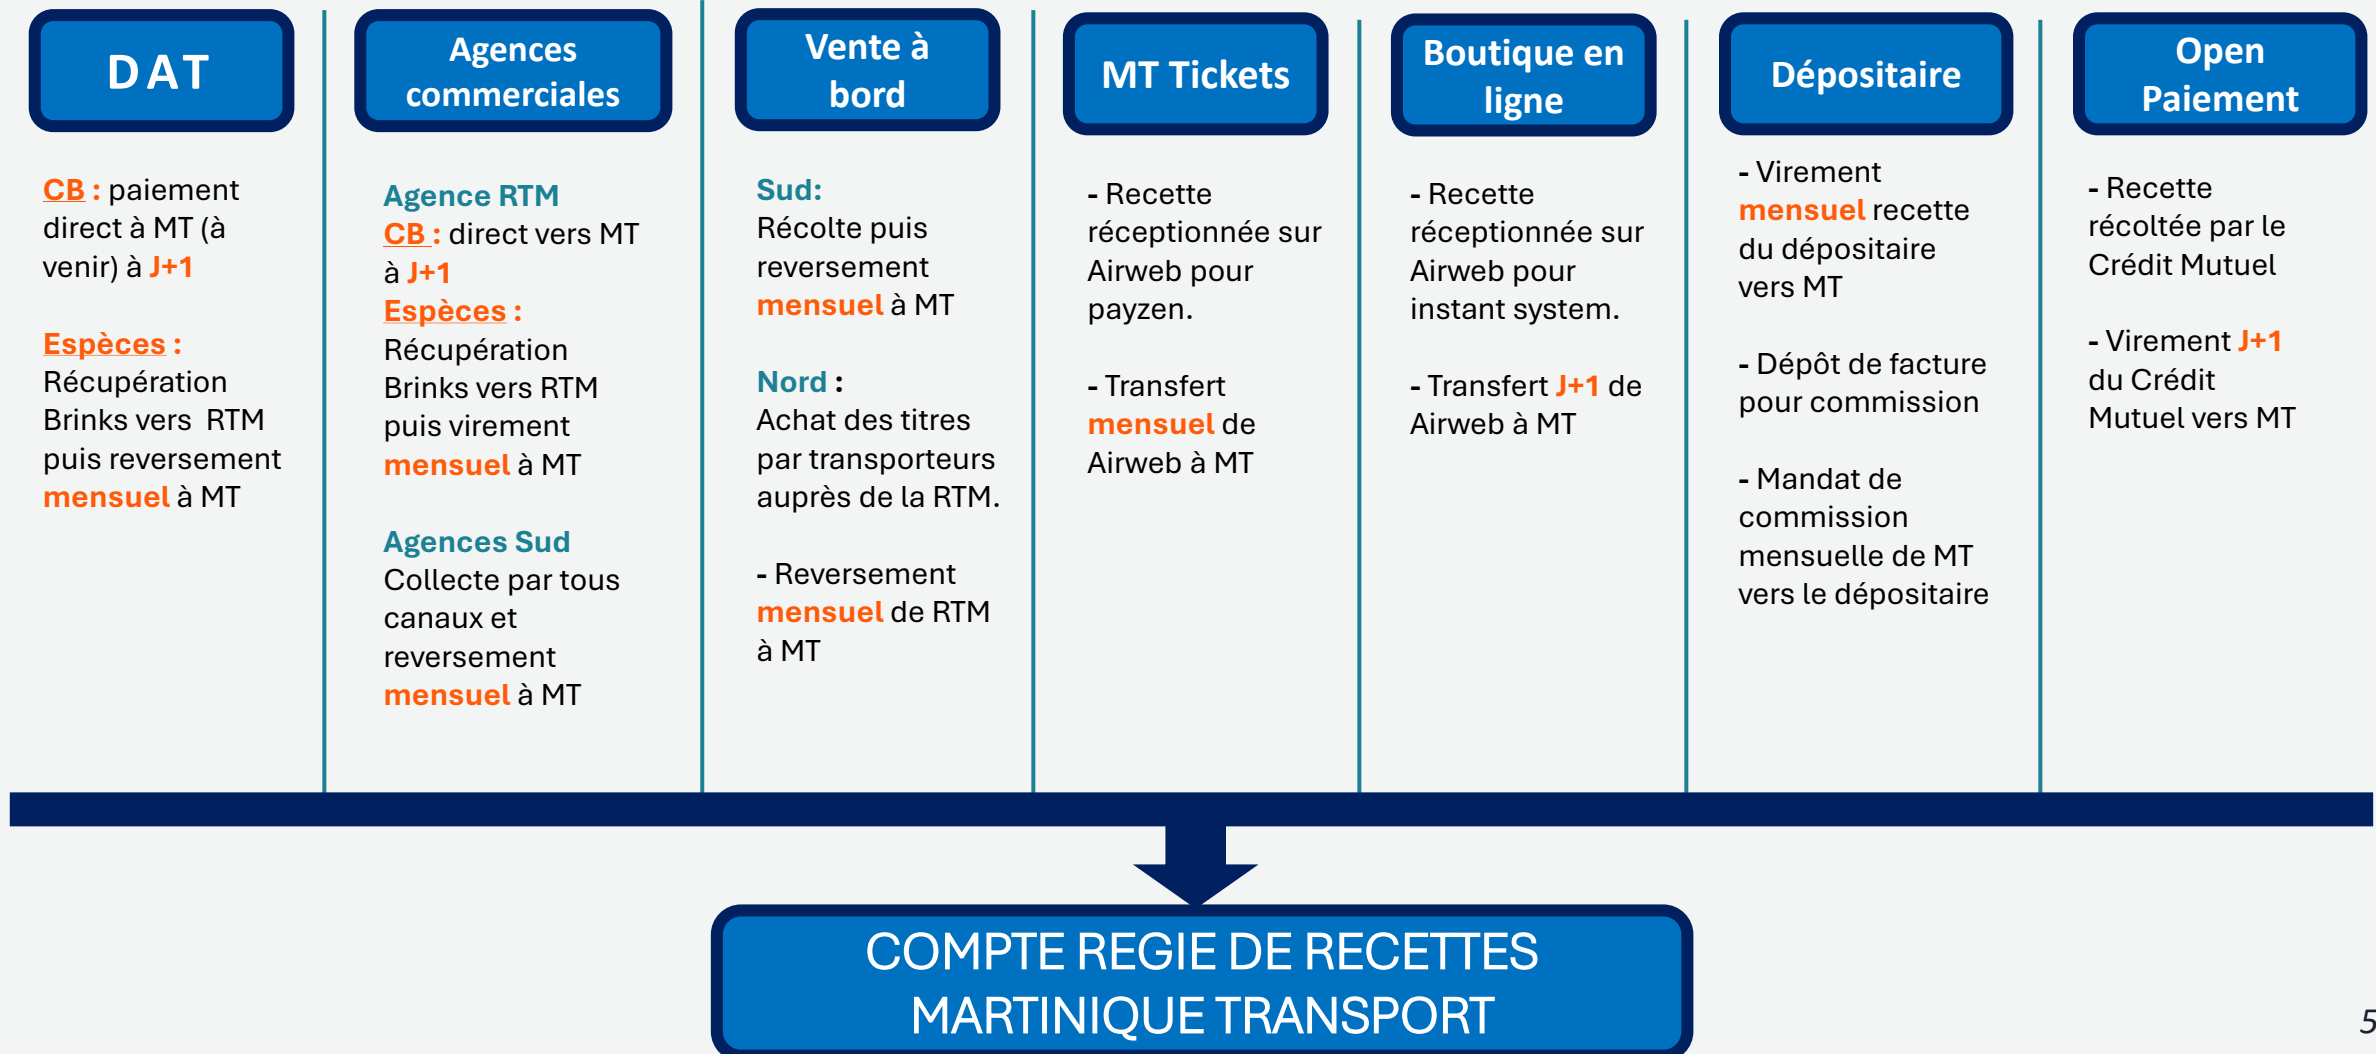 DAT
CB : paiement
direct à MT (à
venir) à J+1
Espèces :
Récupération
Brinks vers RTM
puis reversement
mensuel à MT
Agences
commerciales
Agence RTM
CB : direct vers MT
à J+1
Espèces :
Récupération
Brinks vers RTM
puis virement
mensuel à MT
Agences Sud
Collecte par tous
canaux et
reversement
mensuel à MT
Vente à
bord
Sud:
Récolte puis
reversement
mensuel à MT
Nord :
Achat des titres
par transporteurs
auprès de la RTM.
- Reversement
mensuel de RTM
à MT
MT Tickets
- Recette
réceptionnée sur
Airweb pour
payzen.
- Transfert
mensuel de
Airweb à MT
Boutique en
ligne
- Recette
réceptionnée sur
Airweb pour
instant system.
- Transfert J+1 de
Airweb à MT
Dépositaire
- Virement
mensuel recette
du dépositaire
vers MT
- Dépôt de facture
pour commission
- Mandat de
commission
mensuelle de MT
vers le dépositaire
Open
Paiement
- Recette
récoltée par le
Crédit Mutuel
- Virement J+1
du Crédit
Mutuel vers MT
COMPTE REGIE DE RECETTES
MARTINIQUE TRANSPORT
5